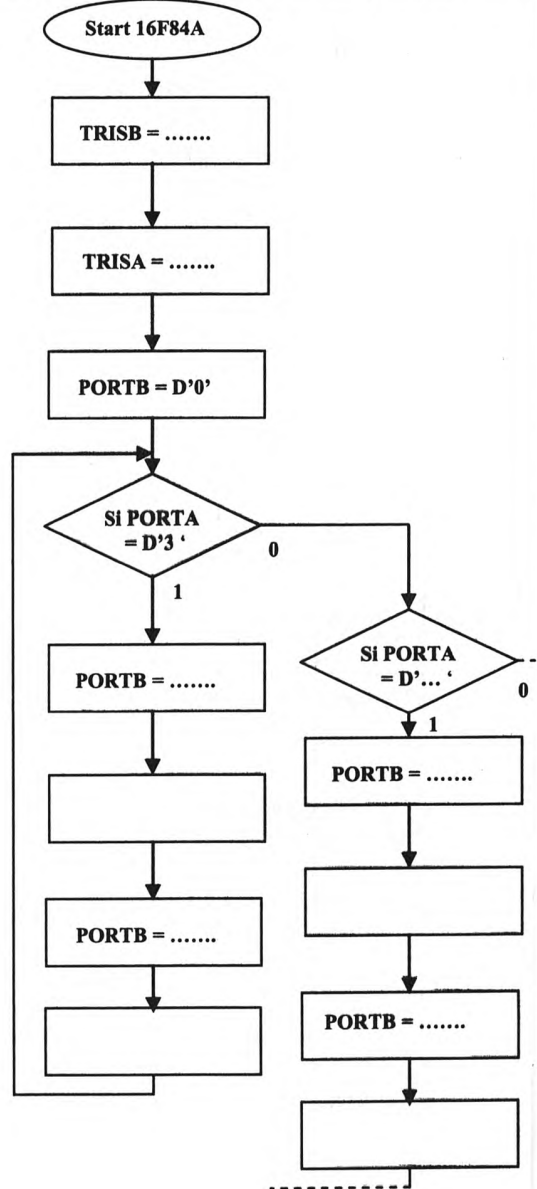 Start 16F84A
TRISB = …….
TRISA = …….
PORTB = D’0’
Si PORTA
= D’3 ‘
0
1
PORTB = …….
PORTB = …….
Si PORTA
= D’… ‘
0
1
PORTB = …….
PORTB = …….